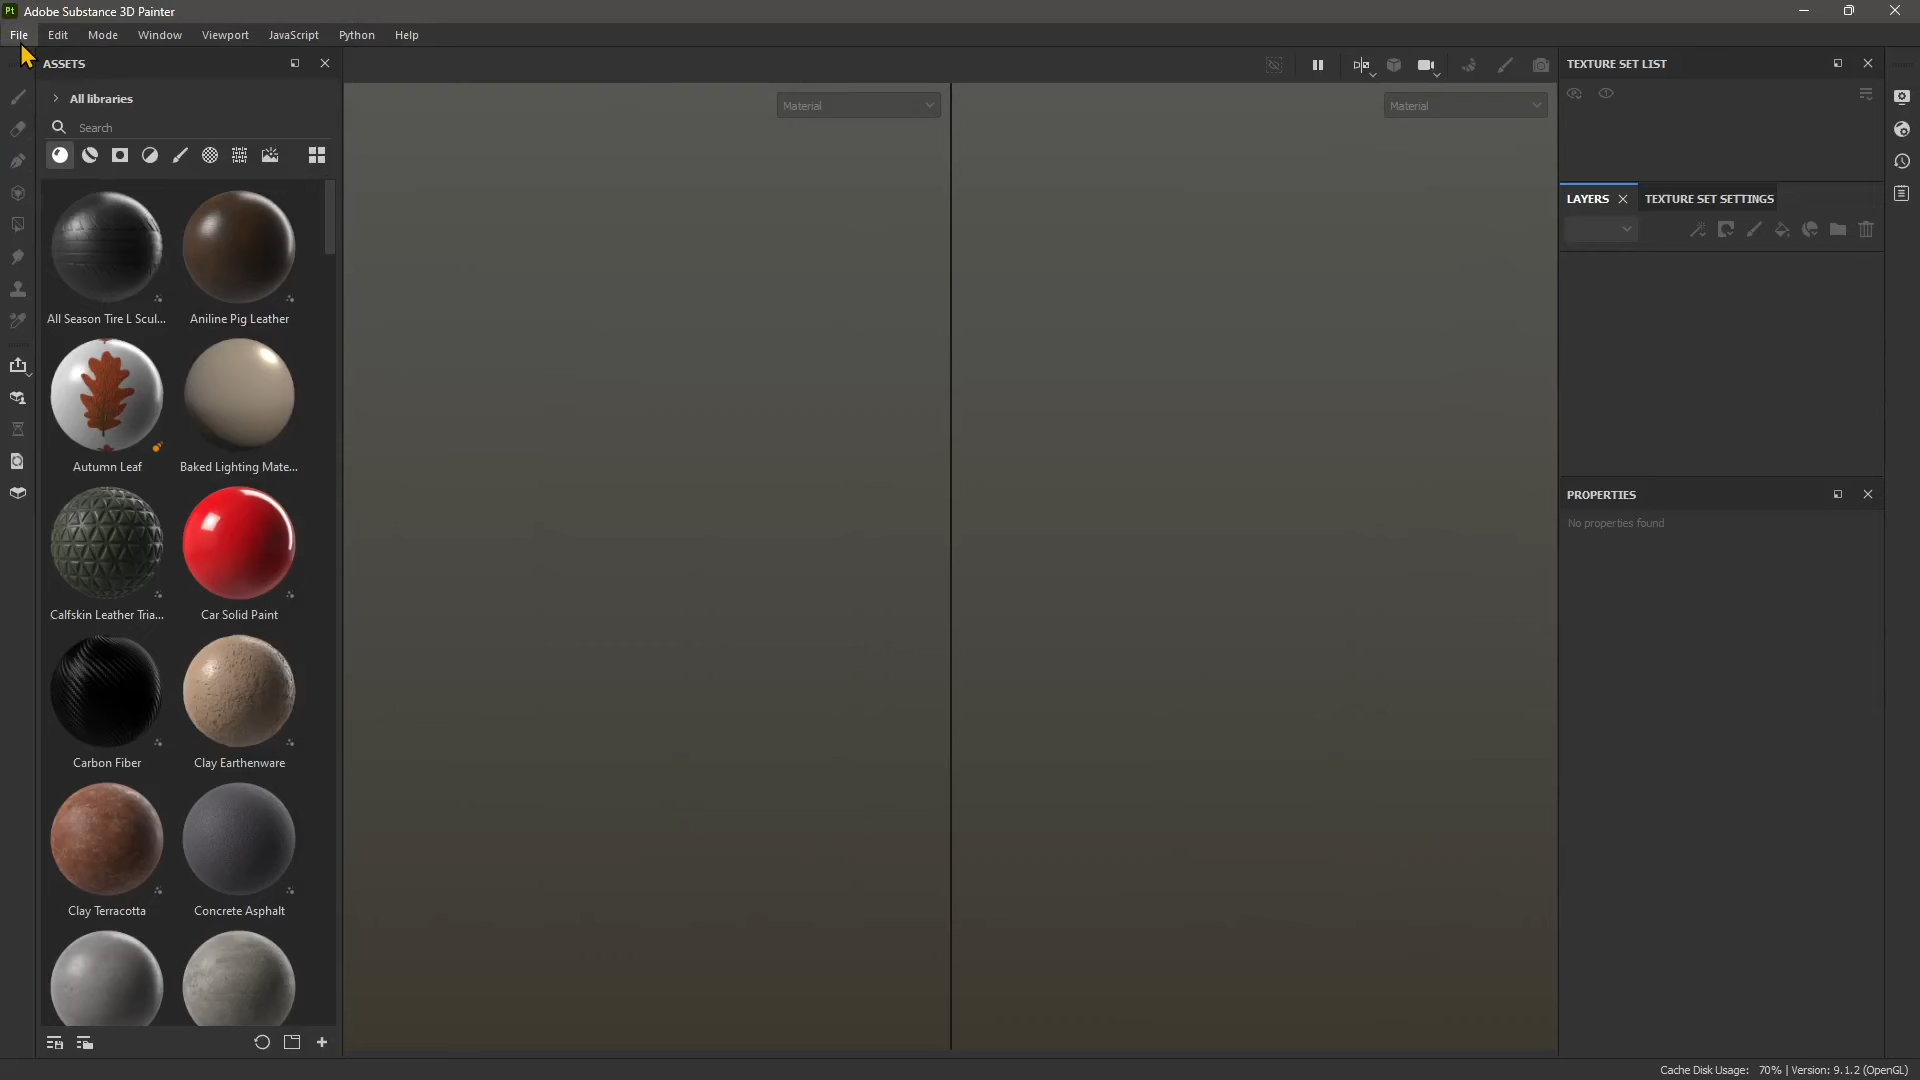 Pt Adobe Substance 3D Painter
File Edit Mode Window Viewport JavaScript Python Help
ASSETS
All libraries
Search
All Season Tire L Scul...
Aniline Pig Leather
Autumn Leaf
Baked Lighting Mate...
Calfskin Leather Tria...
Car Solid Paint
Carbon Fiber
Clay Earthenware
Clay Terracotta
Concrete Asphalt
Material
Material
TEXTURE SET LIST
LAYERS
TEXTURE SET SETTINGS
PROPERTIES
No properties found
Cache Disk Usage: 70% | Version: 9.1.2 (OpenGL)